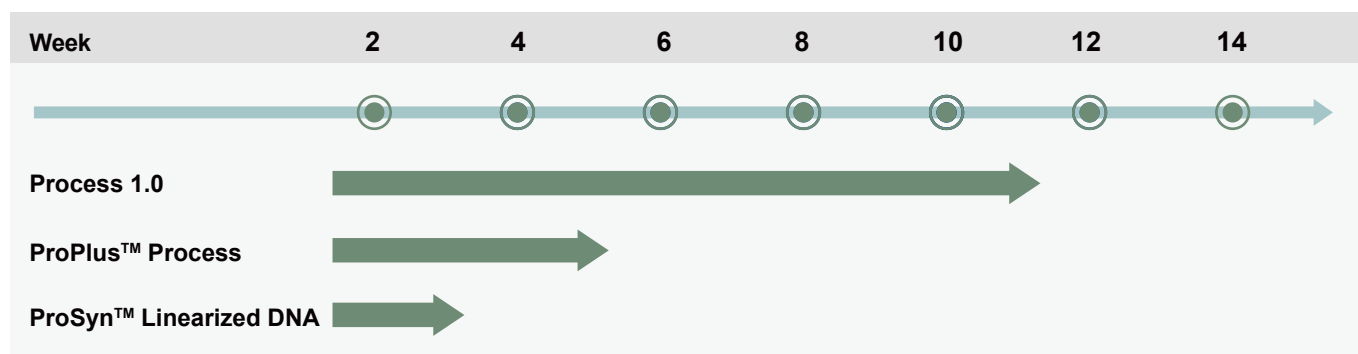 Week 2 4 6 8 10 12 14
Process 1.0
ProPlus™ Process
ProSyn™ Linearized DNA